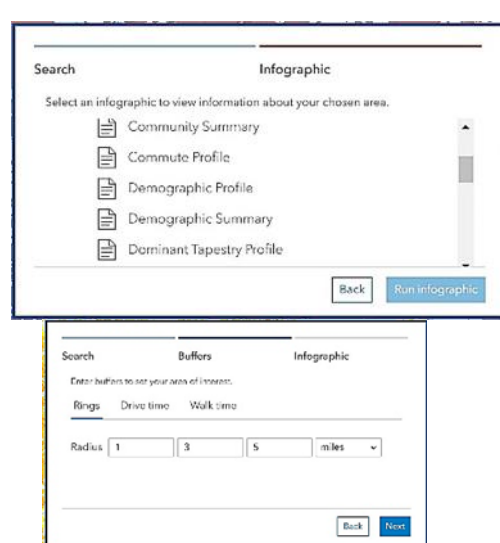 Search Infographic
Select an infographic to view information about your chosen area.
Community Summary
Commute Profile
Demographic Profile
Demographic Summary
Dominant Tapestry Profile
Back Run infographic
Search Buffers Infographic
Enter buffers to set your area of interest.
Rings Drive time Walk time
Radius 1 3 5 miles
Back Next